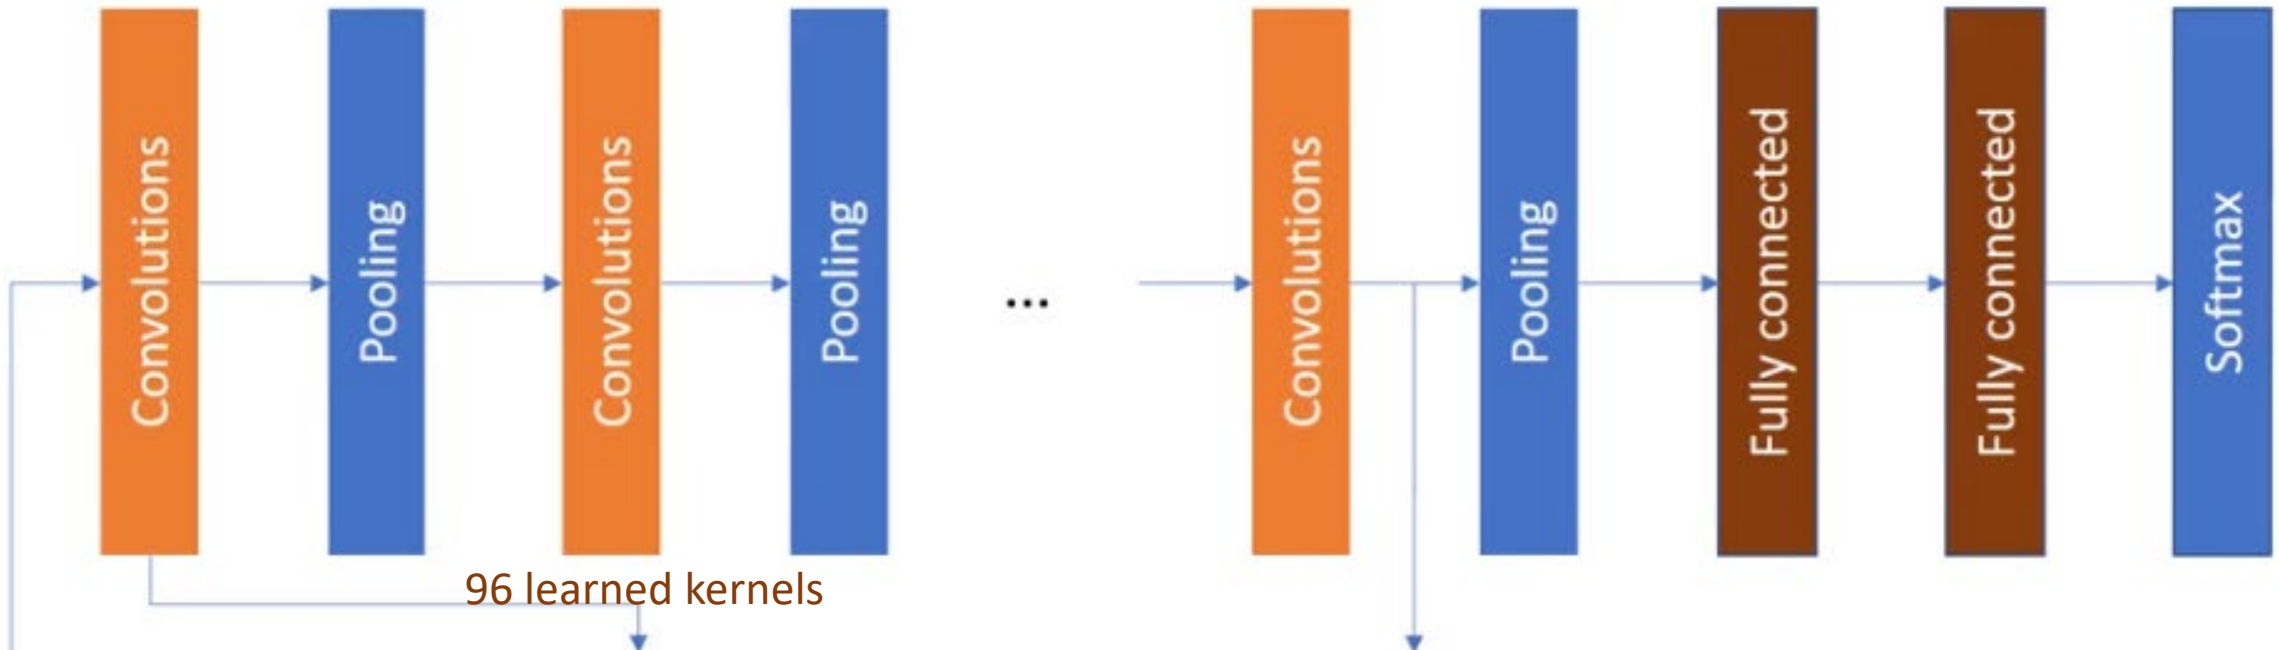 Convolutions
Pooling
Convolutions
Pooling
...
Convolutions
Pooling
Fully connected
Fully connected
Softmax
96 learned kernels